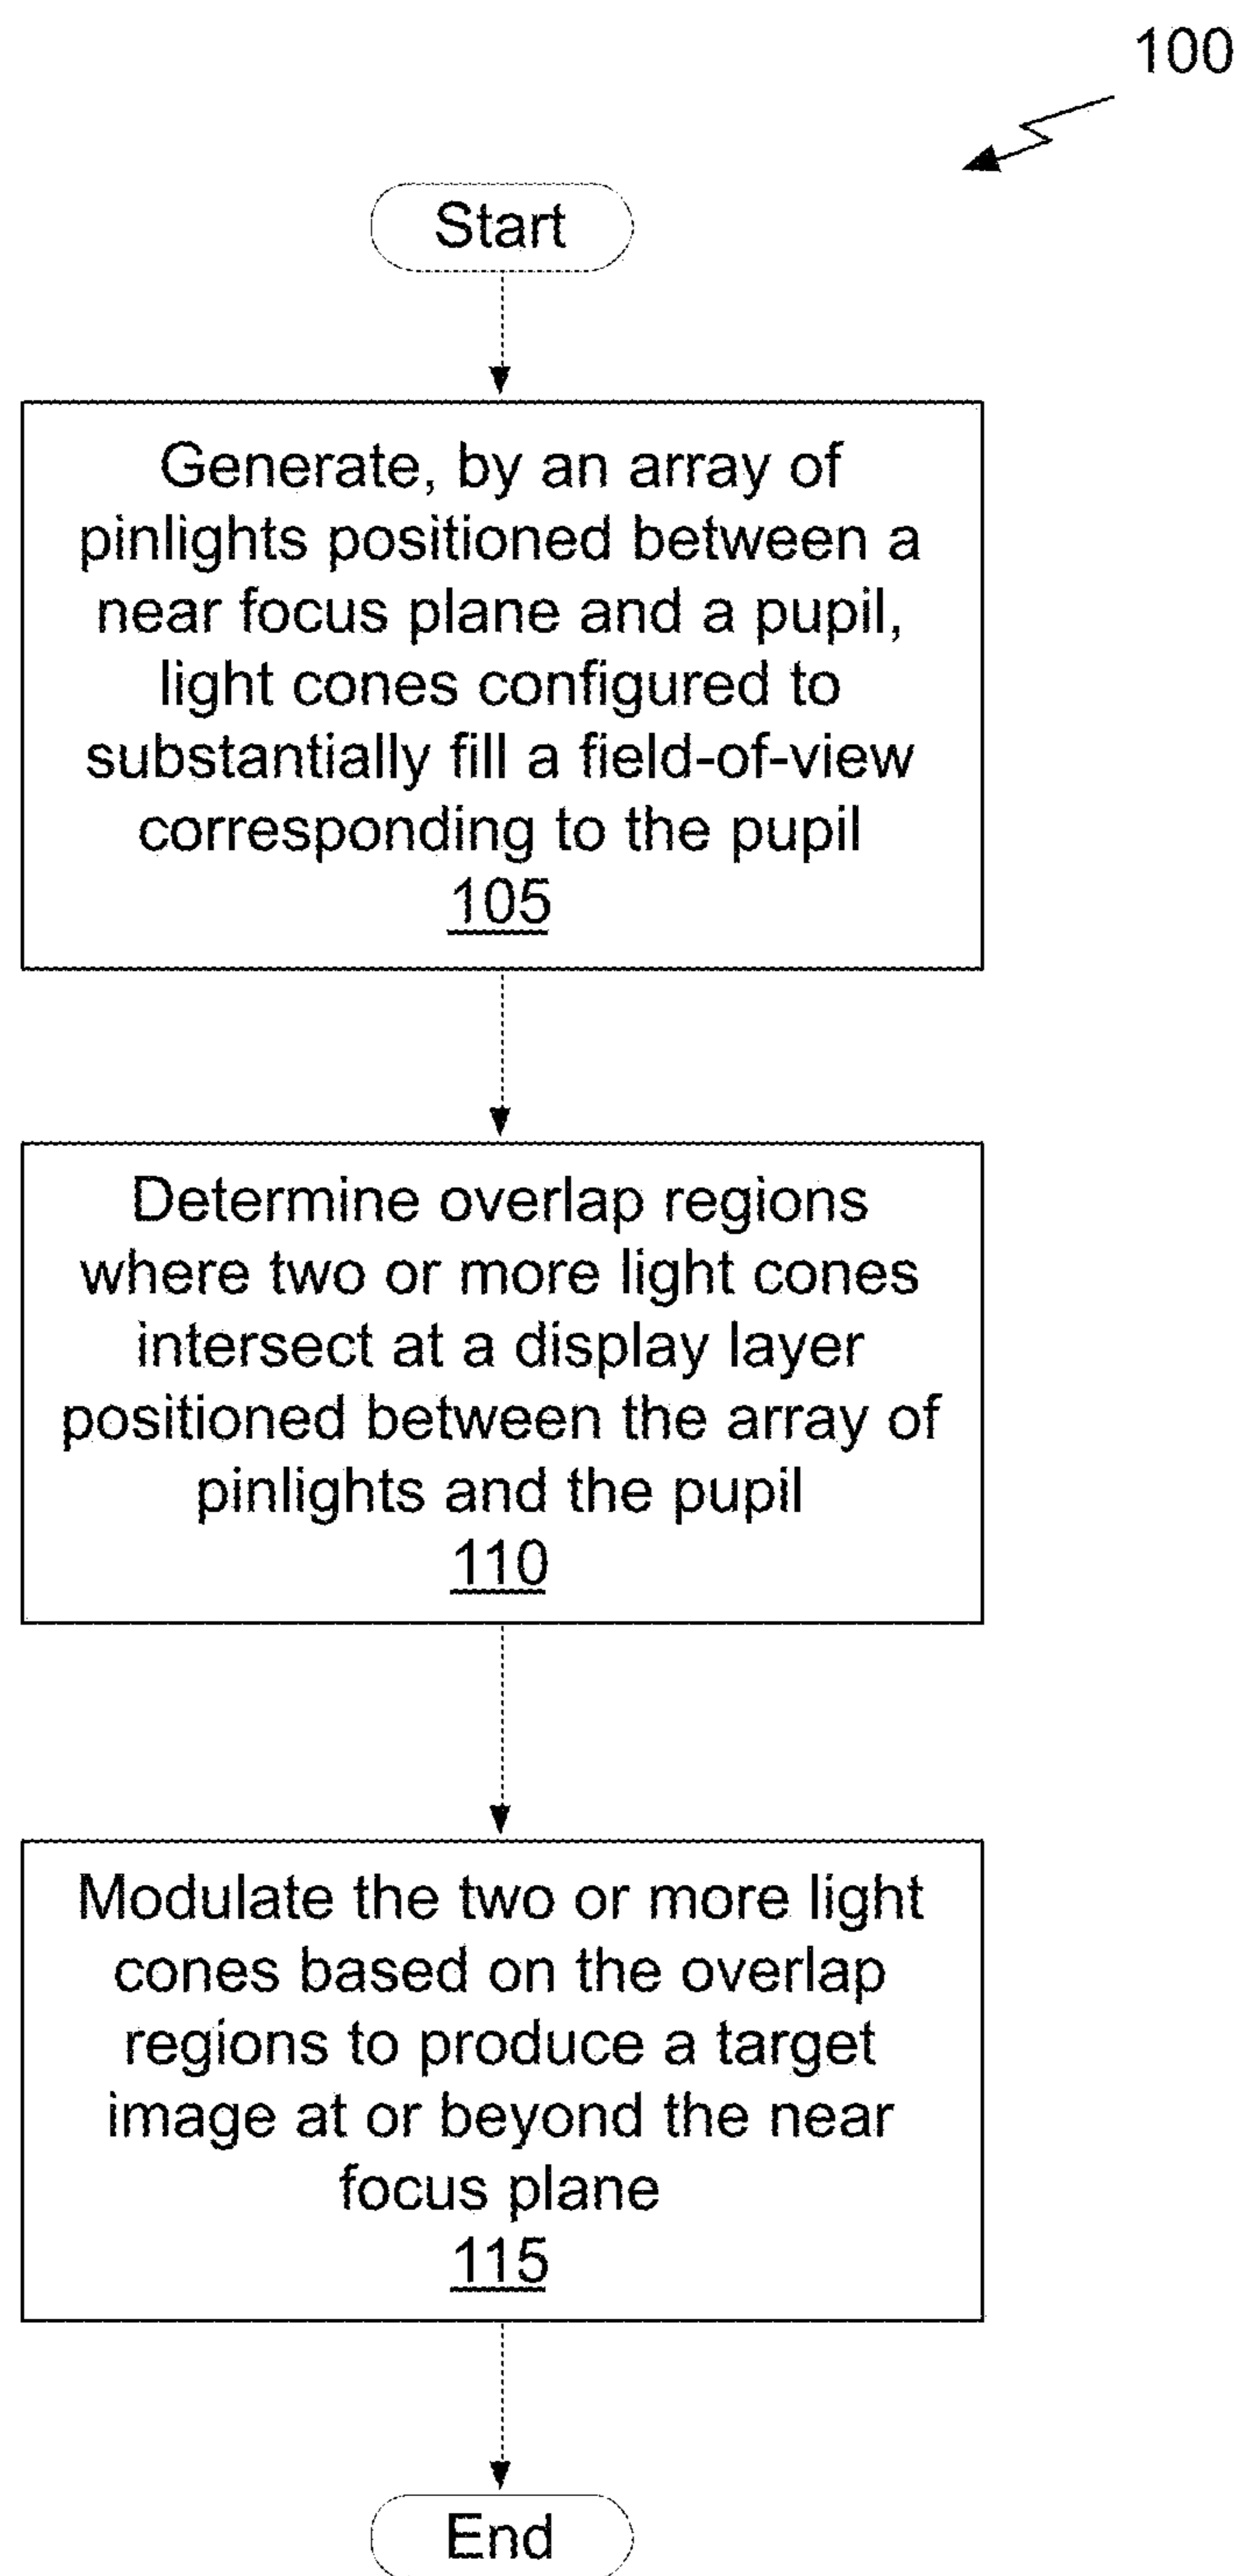 100
Start
Generate, by an array of
pinlights positioned between a
near focus plane and a pupil,
light cones configured to
substantially fill a field-of-view
corresponding to the pupil
105
Determine overlap regions
where two or more light cones
intersect at a display layer
positioned between the array of
pinlights and the pupil
110
Modulate the two or more light
cones based on the overlap
regions to produce a target
image at or beyond the near
focus plane
115
End